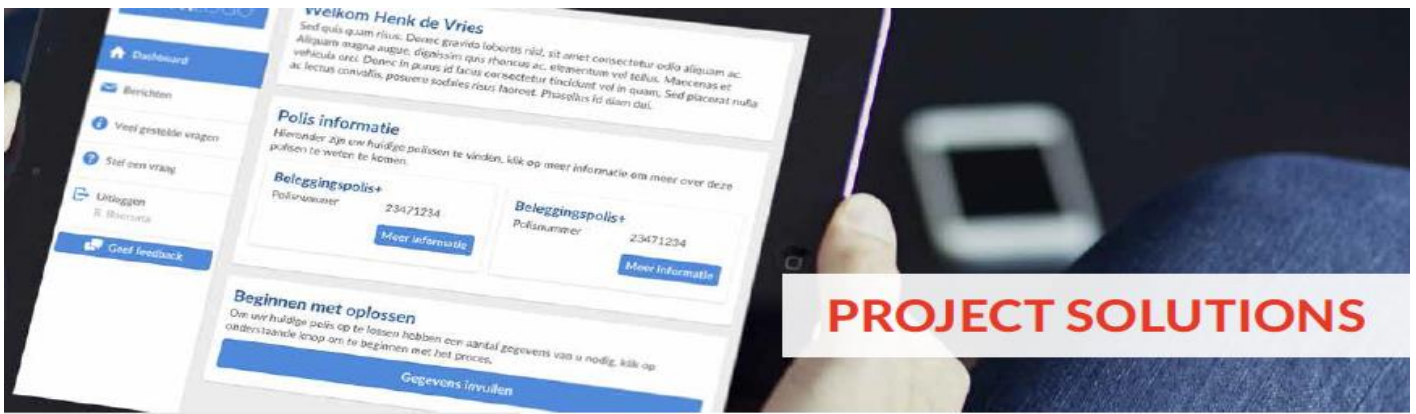 Welkom Henk de Vries
Sed quis quam risus. Donec gravida lobortis nisl, sit amet consectetur odio aliquam ac.
Aliquam magna augue, dignissim quis rhoncus ac, elementum vel tellus. Maecenas et
vehicula orci. Donec in purus id lacus consectetur tincidunt vel in quam. Sed placerat nulla
ac lectus convallis, posuere sodales risus laoreet. Phasellus id diam dui.
Dashboard
Berichten
Veel gestelde vragen
Stel een vraag
Uitloggen
Geef feedback
Polis informatie
Hieronder zijn uw huidige polissen te vinden, klik op meer informatie om meer over deze
polisen te weten te komen.
Beleggingspolis+
Polisnummer 23471234
Meer informatie
Beleggingspolis+
Polisnummer 23471234
Meer informatie
Beginnen met oplossen
Om uw huidige polis op te lossen hebben een aantal gegevens van u nodig, klik op
onderstaande knop om te beginnen met het proces.
Gegevens invullen
PROJECT SOLUTIONS